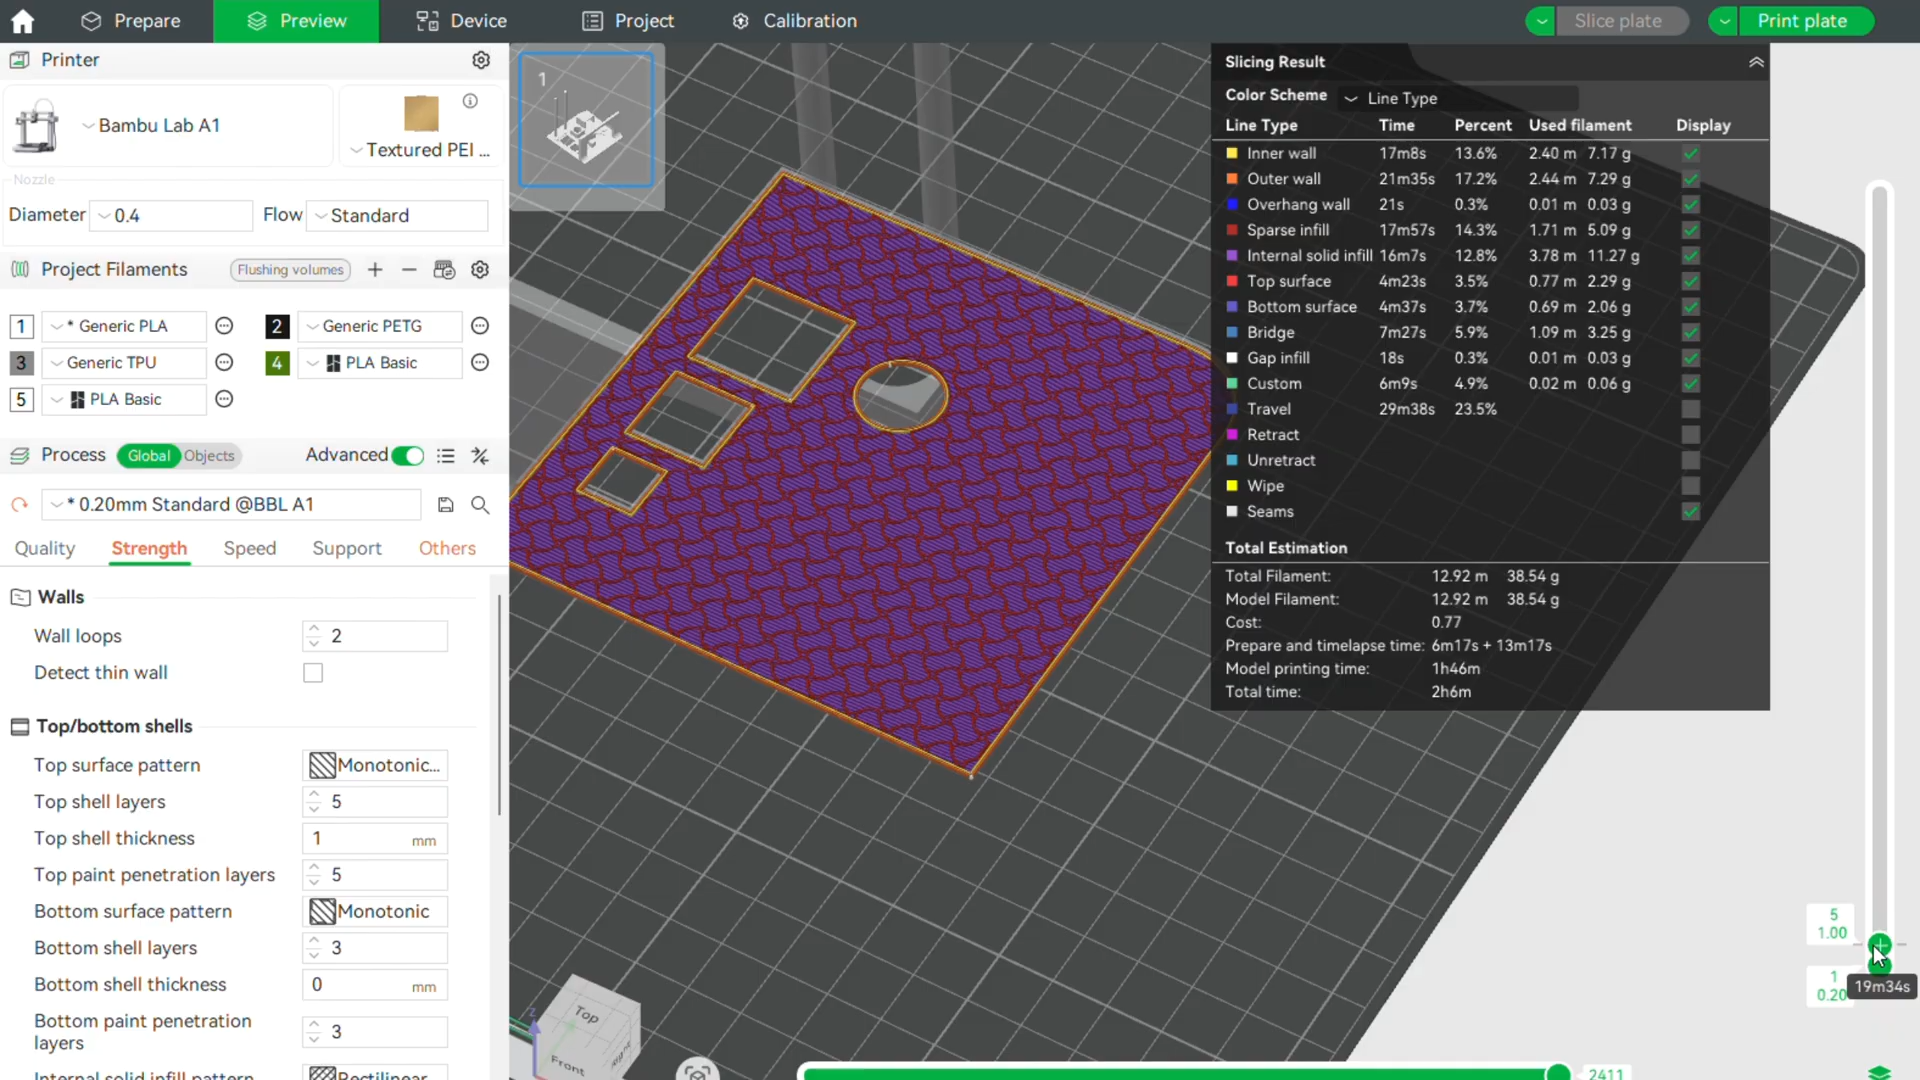 Prepare Preview Device Project Calibration Slice plate Print plate
Printer
Bambu Lab A1
Textured PEI ...
Nozzle
Diameter 0.4 Flow Standard
Project Filaments Flushing volumes
1 * Generic PLA 2 Generic PETG
3 Generic TPU 4 PLA Basic
5 PLA Basic
Process Global Objects Advanced
* 0.20mm Standard @BBL A1
Quality Strength Speed Support Others
Walls
Wall loops 2
Detect thin wall
Top/bottom shells
Top surface pattern Monotonic...
Top shell layers 5
Top shell thickness 1 mm
Top paint penetration layers 5
Bottom surface pattern Monotonic
Bottom shell layers 3
Bottom shell thickness 0 mm
Bottom paint penetration
layers 3
Internal solid infill pattern Rectilinear
1
Slicing Result
Color Scheme Line Type
Line Type Time Percent Used filament Display
Inner wall 17m8s 13.6% 2.40 m 7.17 g
Outer wall 21m35s 17.2% 2.44 m 7.29 g
Overhang wall 21s 0.3% 0.01 m 0.03 g
Sparse infill 17m57s 14.3% 1.71 m 5.09 g
Internal solid infill 16m7s 12.8% 3.78 m 11.27 g
Top surface 4m23s 3.5% 0.77 m 2.29 g
Bottom surface 4m37s 3.7% 0.69 m 2.06 g
Bridge 7m27s 5.9% 1.09 m 3.25 g
Gap infill 18s 0.3% 0.01 m 0.03 g
Custom 6m9s 4.9% 0.02 m 0.06 g
Travel 29m38s 23.5%
Retract
Unretract
Wipe
Seams
Total Estimation
Total Filament: 12.92 m 38.54 g
Model Filament: 12.92 m 38.54 g
Cost: 0.77
Prepare and timelapse time: 6m17s + 13m17s
Model printing time: 1h46m
Total time: 2h6m
5
1.00
1
0.20
19m34s
z
Top
Front
Right
2411